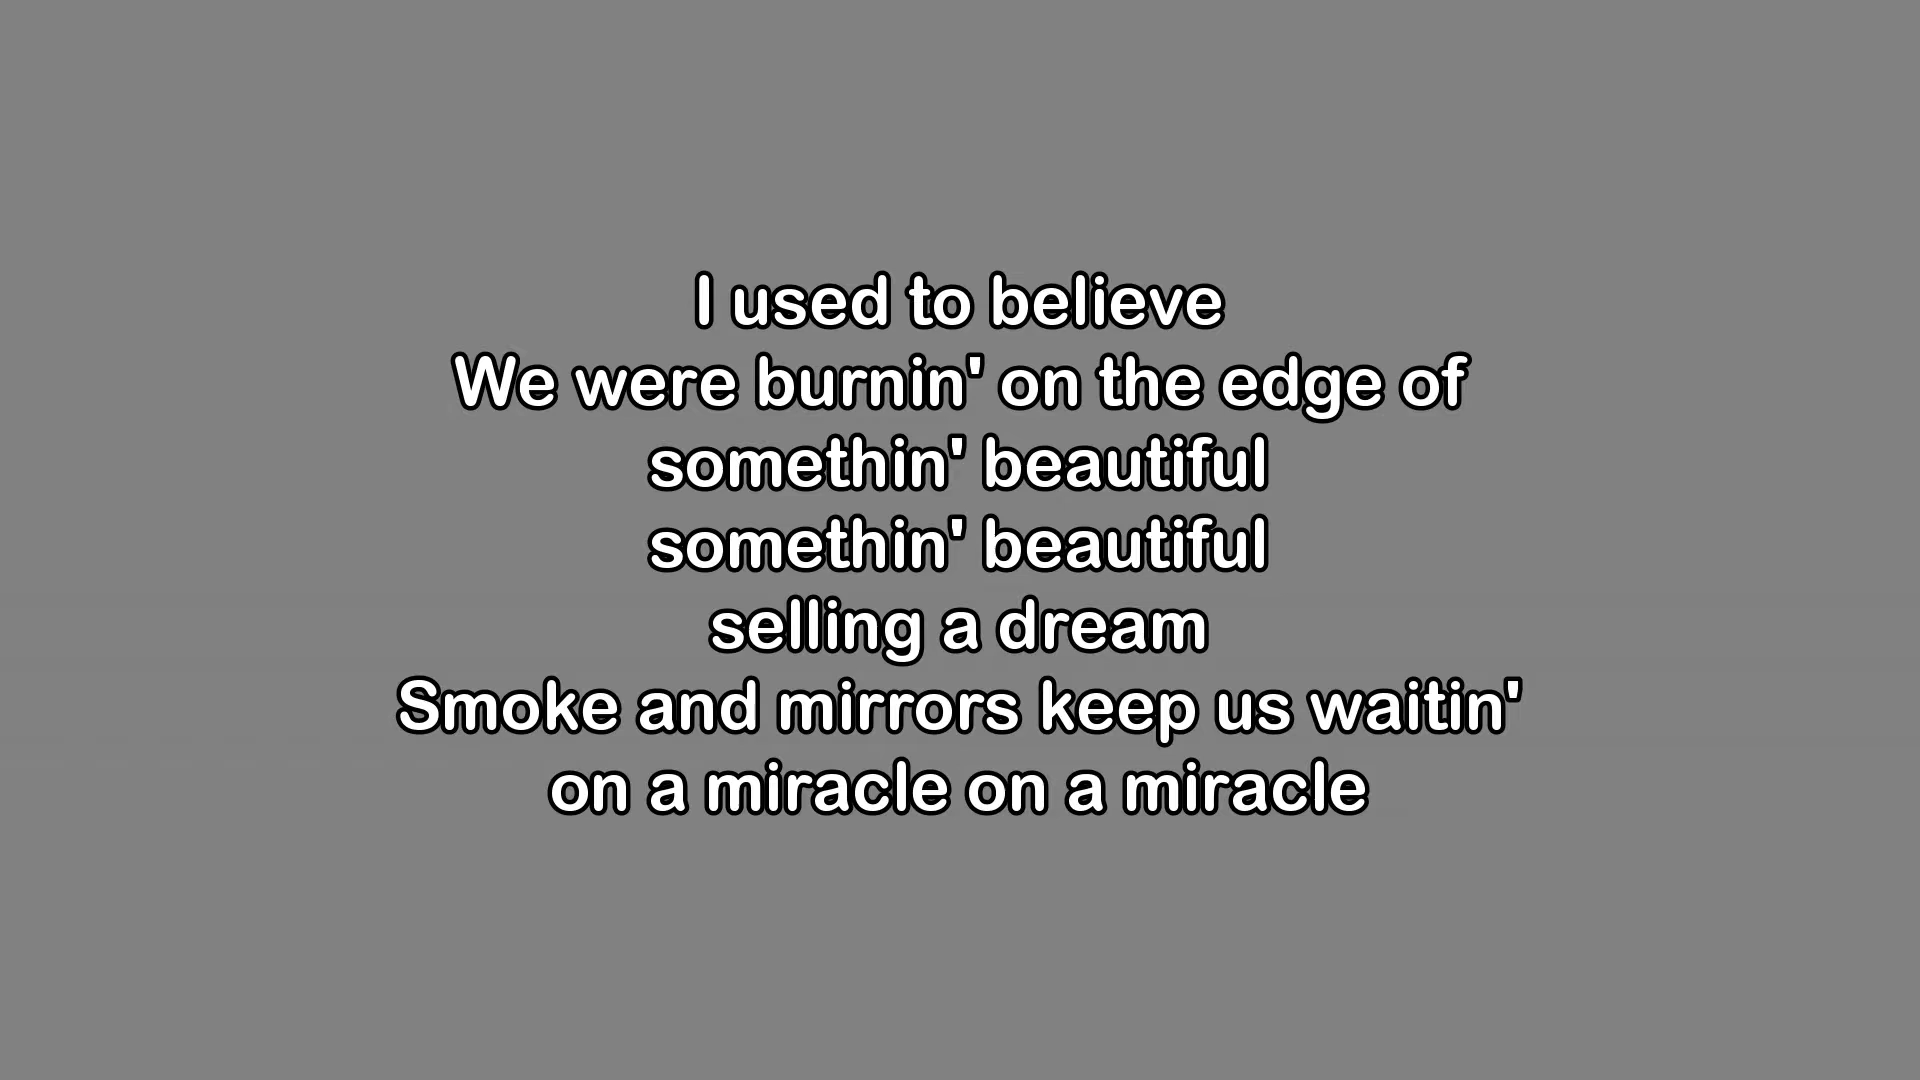 I used to believe
We were burnin' on the edge of
somethin' beautiful
somethin' beautiful
selling a dream
Smoke and mirrors keep us waitin'
on a miracle on a miracle